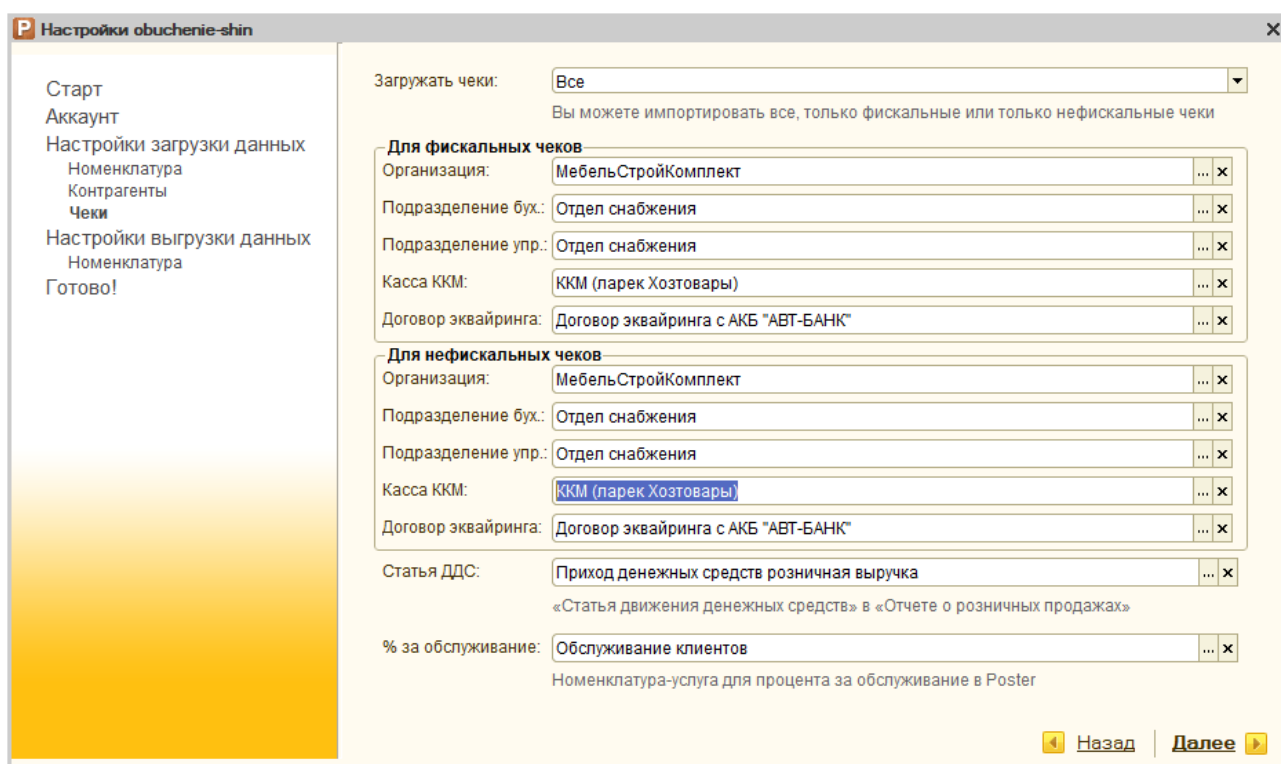 Настройки obuchenie-shin
Старт
Аккаунт
Настройки загрузки данных
Номенклатура
Контрагенты
Чеки
Настройки выгрузки данных
Номенклатура
Готово!
Загружать чеки: Все
Вы можете импортировать все, только фискальные или только нефискальные чеки
Для фискальных чеков
Организация: МебельСтройКомплект
Подразделение бух.: Отдел снабжения
Подразделение упр.: Отдел снабжения
Касса ККМ: ККМ (ларек Хозтовары)
Договор эквайринга: Договор эквайринга с АКБ "АВТ-БАНК"
Для нефискальных чеков
Организация: МебельСтройКомплект
Подразделение бух.: Отдел снабжения
Подразделение упр.: Отдел снабжения
Касса ККМ: ККМ (ларек Хозтовары)
Договор эквайринга: Договор эквайринга с АКБ "АВТ-БАНК"
Статья ДДС: Приход денежных средств розничная выручка
«Статья движения денежных средств» в «Отчете о розничных продажах»
% за обслуживание: Обслуживание клиентов
Номенклатура-услуга для процента за обслуживание в Poster
Назад Далее